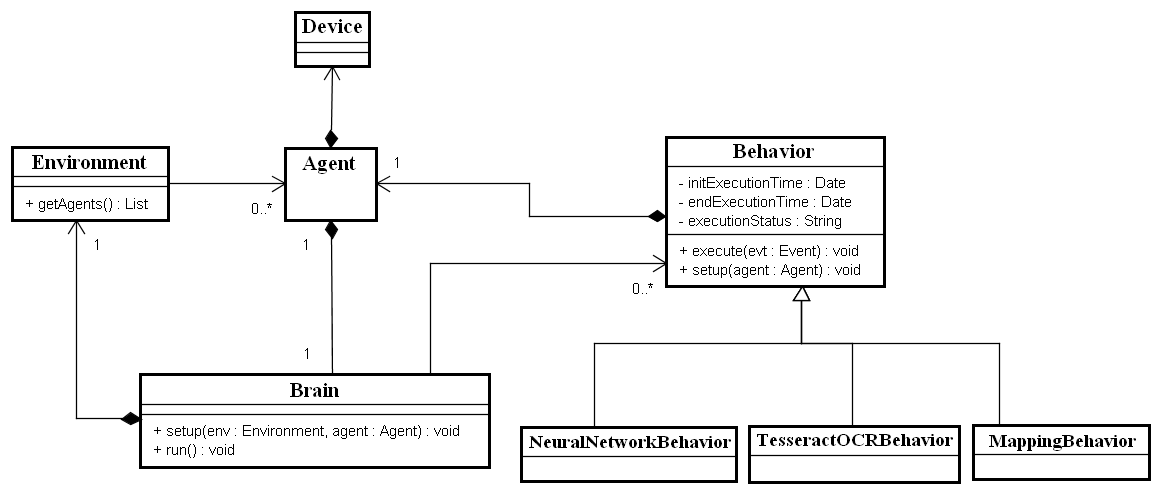 Device
Environment
+ getAgents() : List
Agent
1
0..*
1
1
1
Behavior
- initExecutionTime : Date
- endExecutionTime : Date
- executionStatus : String
+ execute(evt : Event) : void
+ setup(agent : Agent) : void
0..*
Brain
+ setup(env : Environment, agent : Agent) : void
+ run() : void
NeuralNetworkBehavior
TesseractOCRBehavior
MappingBehavior